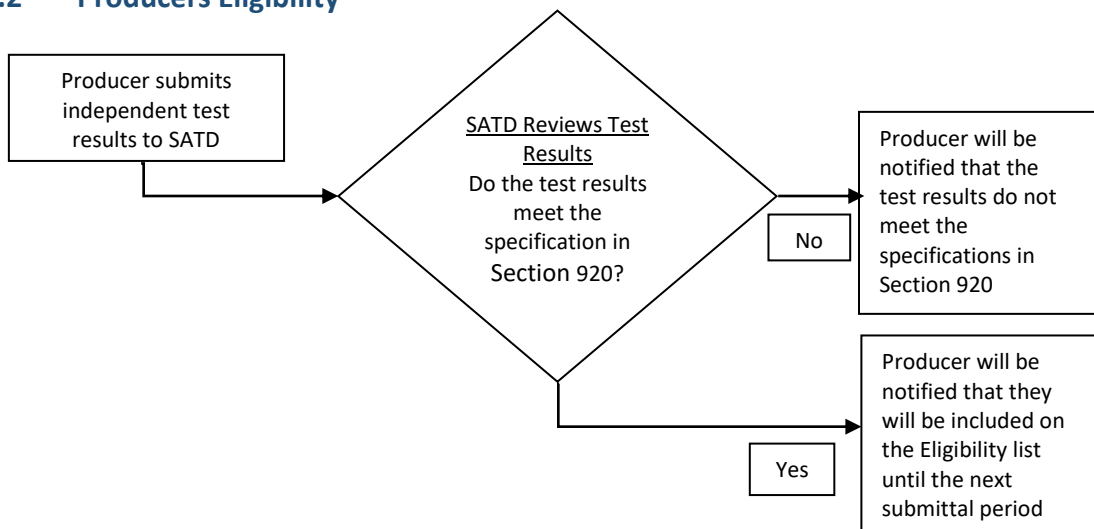 .2 Producers Eligibility
Producer submits
independent test
results to SATD
SATD Reviews Test
Results
Do the test results
meet the
specification in
Section 920?
No
Producer will be
notified that the
test results do not
meet the
specifications in
Section 920
Yes
Producer will be
notified that they
will be included on
the Eligibility list
until the next
submittal period